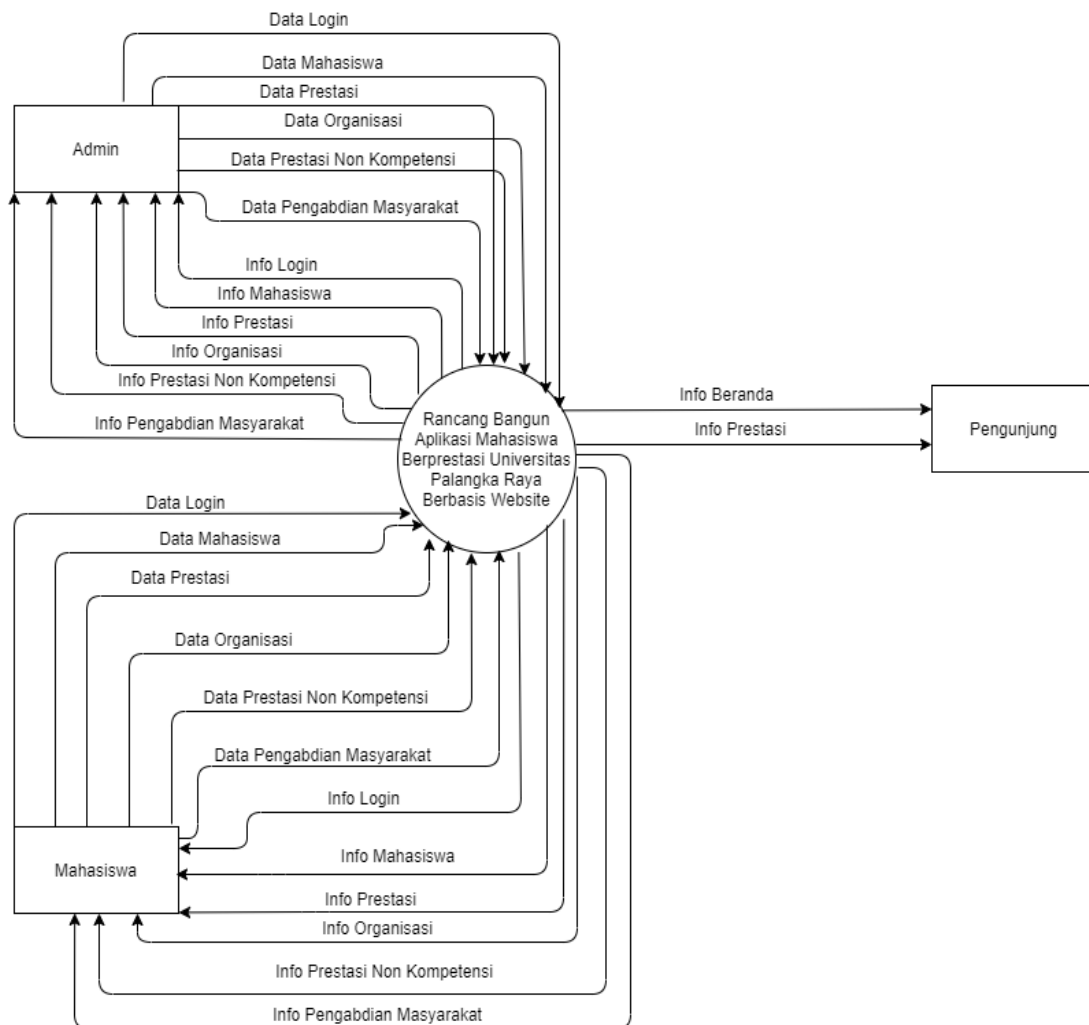 Data Login
Data Mahasiswa
Data Prestasi
Data Organisasi
Admin
Data Prestasi Non Kompetensi
Data Pengabdian Masyarakat
Info Login
Info Mahasiswa
Info Prestasi
Info Organisasi
Info Prestasi Non Kompetensi
Info Pengabdian Masyarakat
Rancang Bangun
Aplikasi Mahasiswa
Berprestasi Universitas
Palangka Raya
Berbasis Website
Info Beranda
Info Prestasi
Pengunjung
Data Login
Data Mahasiswa
Data Prestasi
Data Organisasi
Data Prestasi Non Kompetensi
Data Pengabdian Masyarakat
Info Login
Info Mahasiswa
Mahasiswa
Info Prestasi
Info Organisasi
Info Prestasi Non Kompetensi
Info Pengabdian Masyarakat